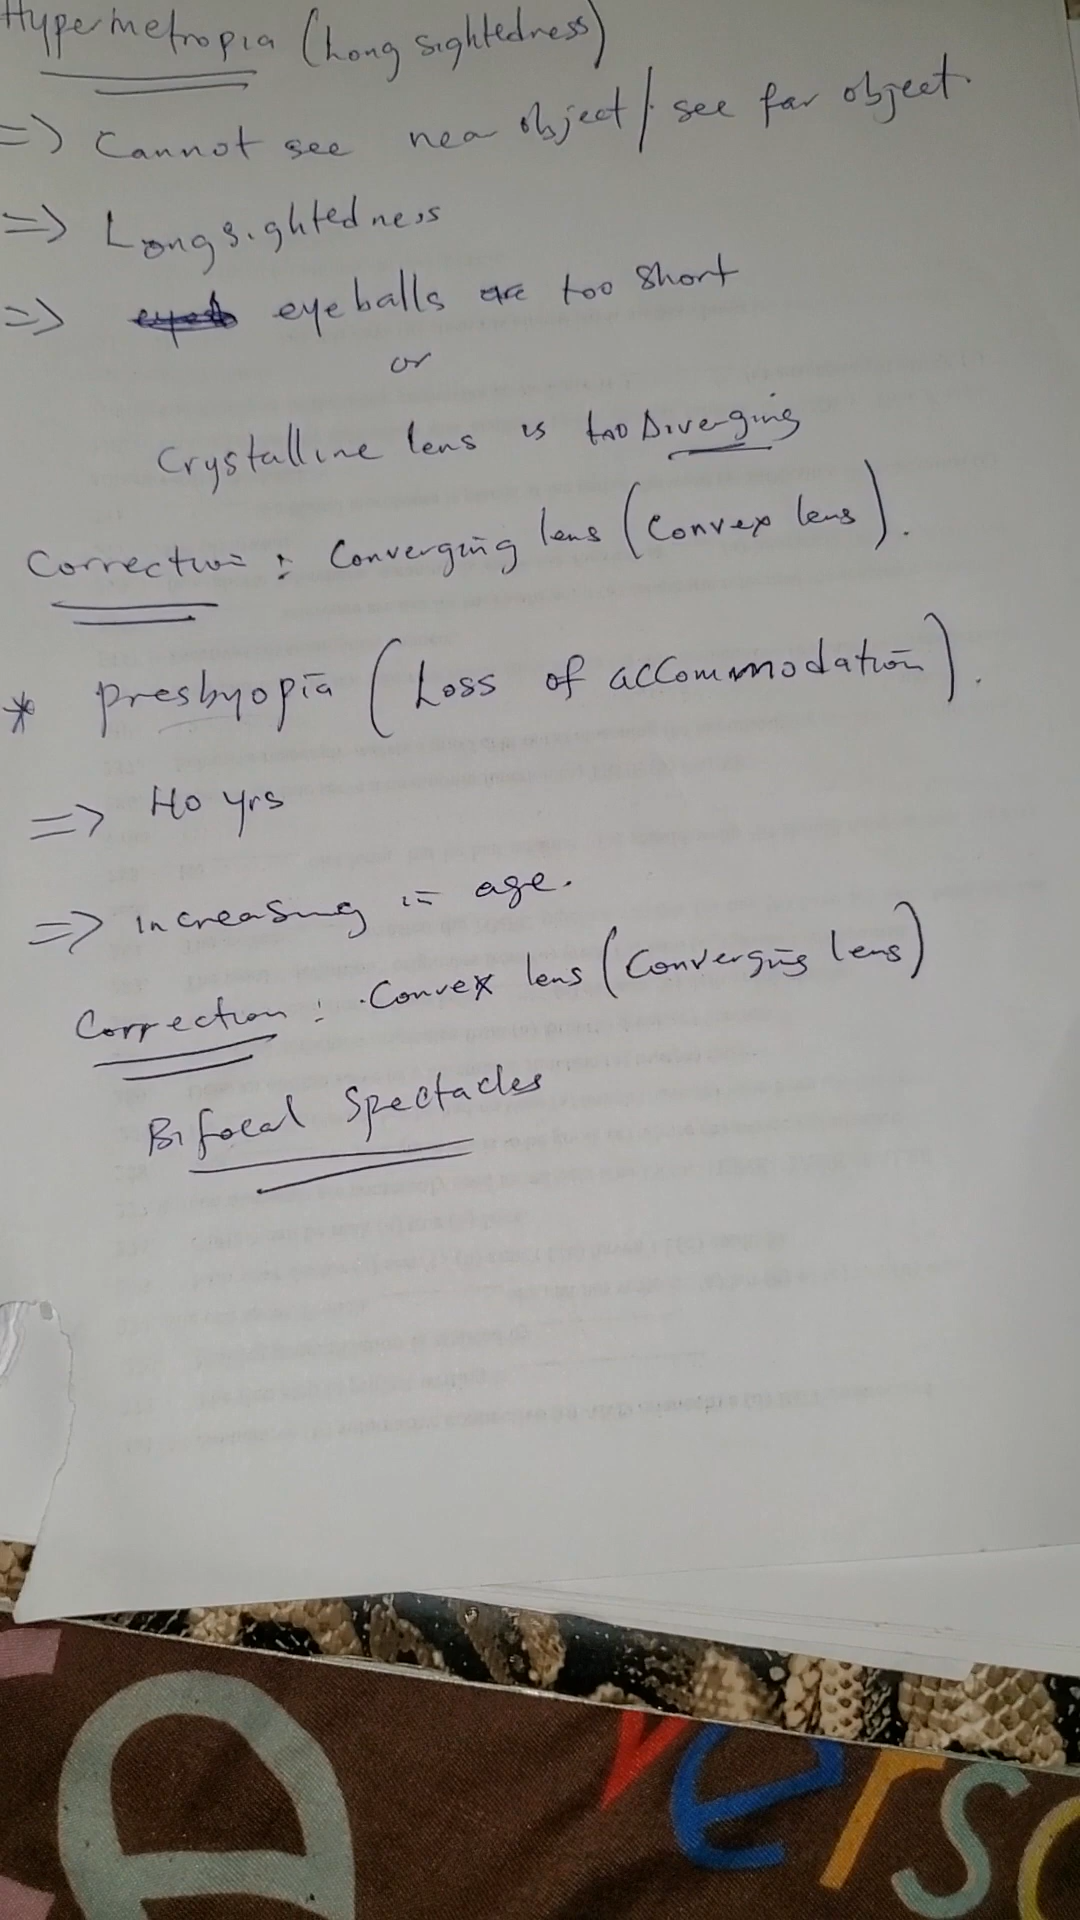 Hypermetropia (Long sightedness)
=> Cannot see near object / see far object.
=> Longsightedness
=> eyeballs are too short
or
Crystalline lens is too Diverging
Correction : Converging lens (Convex lens).
* Presbyopia (Loss of accommodation).
=> 40 yrs
=> increasing in age.
Correction : Convex lens (Converging lens)
Bifocal Spectacles
e verso